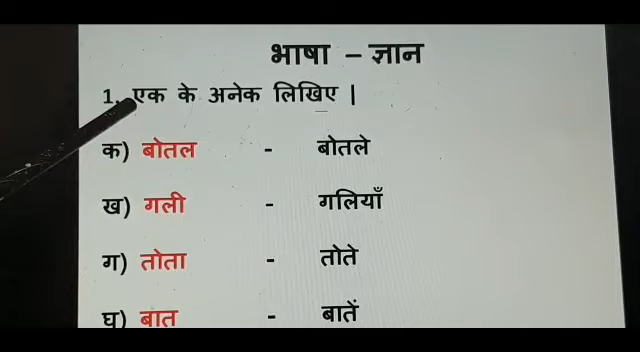 भाषा – ज्ञान
1. एक के अनेक लिखिए |
क) बोतल - बोतले
ख) गली - गलियाँ
ग) तोता - तोते
घ) बात - बातें